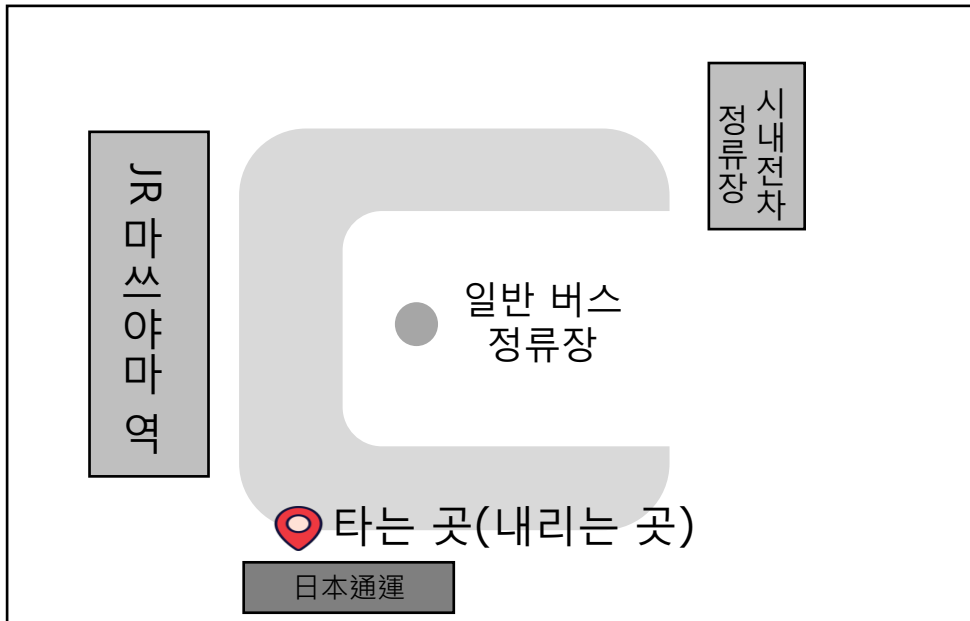 JR 마쓰야마 역
시내전차
정류장
일반 버스
정류장
타는 곳(내리는 곳)
日本通運